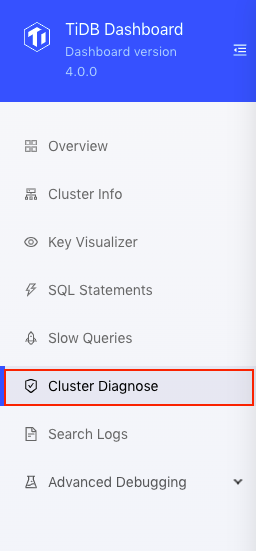 TiDB Dashboard
Dashboard version
4.0.0
Overview
Cluster Info
Key Visualizer
SQL Statements
Slow Queries
Cluster Diagnose
Search Logs
Advanced Debugging